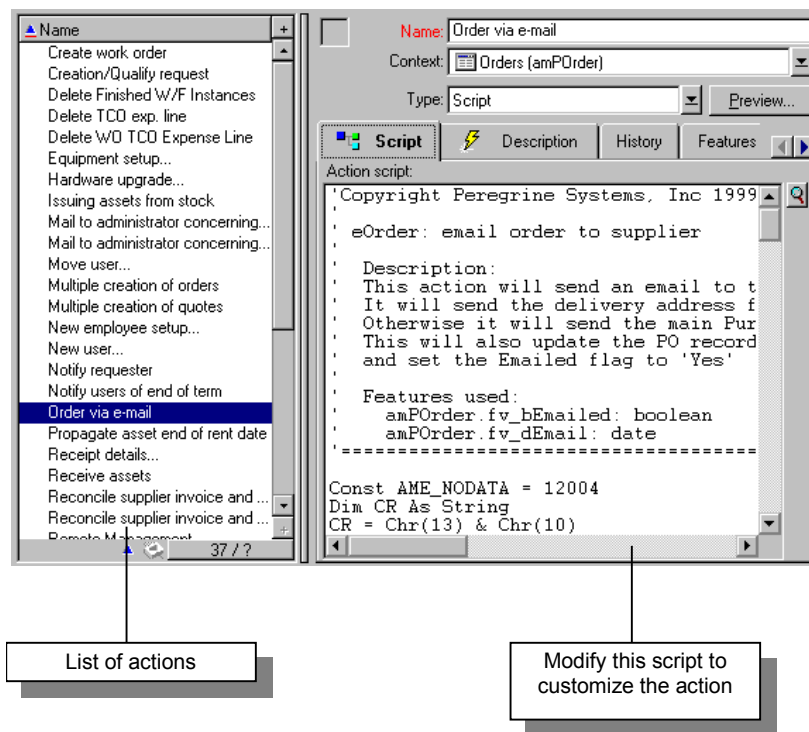 Name +
Create work order
Creation/Qualify request
Delete Finished W/F Instances
Delete TCO exp. line
Delete WO TCO Expense Line
Equipment setup...
Hardware upgrade...
Issuing assets from stock
Mail to administrator concerning...
Mail to administrator concerning...
Move user...
Multiple creation of orders
Multiple creation of quotes
New employee setup...
New user...
Notify requester
Notify users of end of term
Order via e-mail
Propagate asset end of rent date
Receipt details...
Receive assets
Reconcile supplier invoice and ...
Reconcile supplier invoice and ...
Remote Management
37 / ?
Name: Order via e-mail
Context: Orders (amPOrder)
Type: Script Preview...
Script Description History Features
Action script:
'Copyright Peregrine Systems, Inc 1999
'
' eOrder: email order to supplier
'
'   Description:
'   This action will send an email to t
'   It will send the delivery address f
'   Otherwise it will send the main Pur
'   This will also update the PO record
'   and set the Emailed flag to 'Yes'
'
'   Features used:
'     amPOrder.fv_bEmailed: boolean
'     amPOrder.fv_dEmail: date
'======================================
Const AME_NODATA = 12004
Dim CR As String
CR = Chr(13) & Chr(10)
List of actions
Modify this script to
customize the action